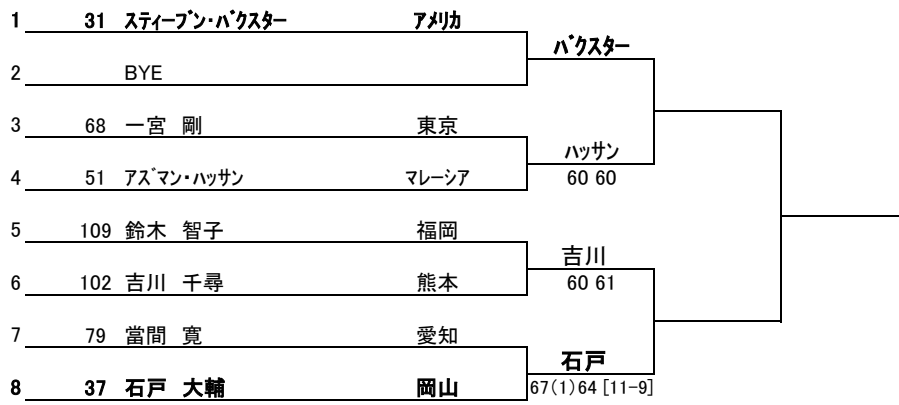 1 31 スティーブン・バクスター アメリカ
バクスター
2 BYE
3 68 一宮 剛 東京
ハッサン
4 51 アズマン・ハッサン マレーシア
60 60
5 109 鈴木 智子 福岡
吉川
6 102 吉川 千尋 熊本
60 61
7 79 當間 寛 愛知
石戸
8 37 石戸 大輔 岡山
67(1)64 [11-9]